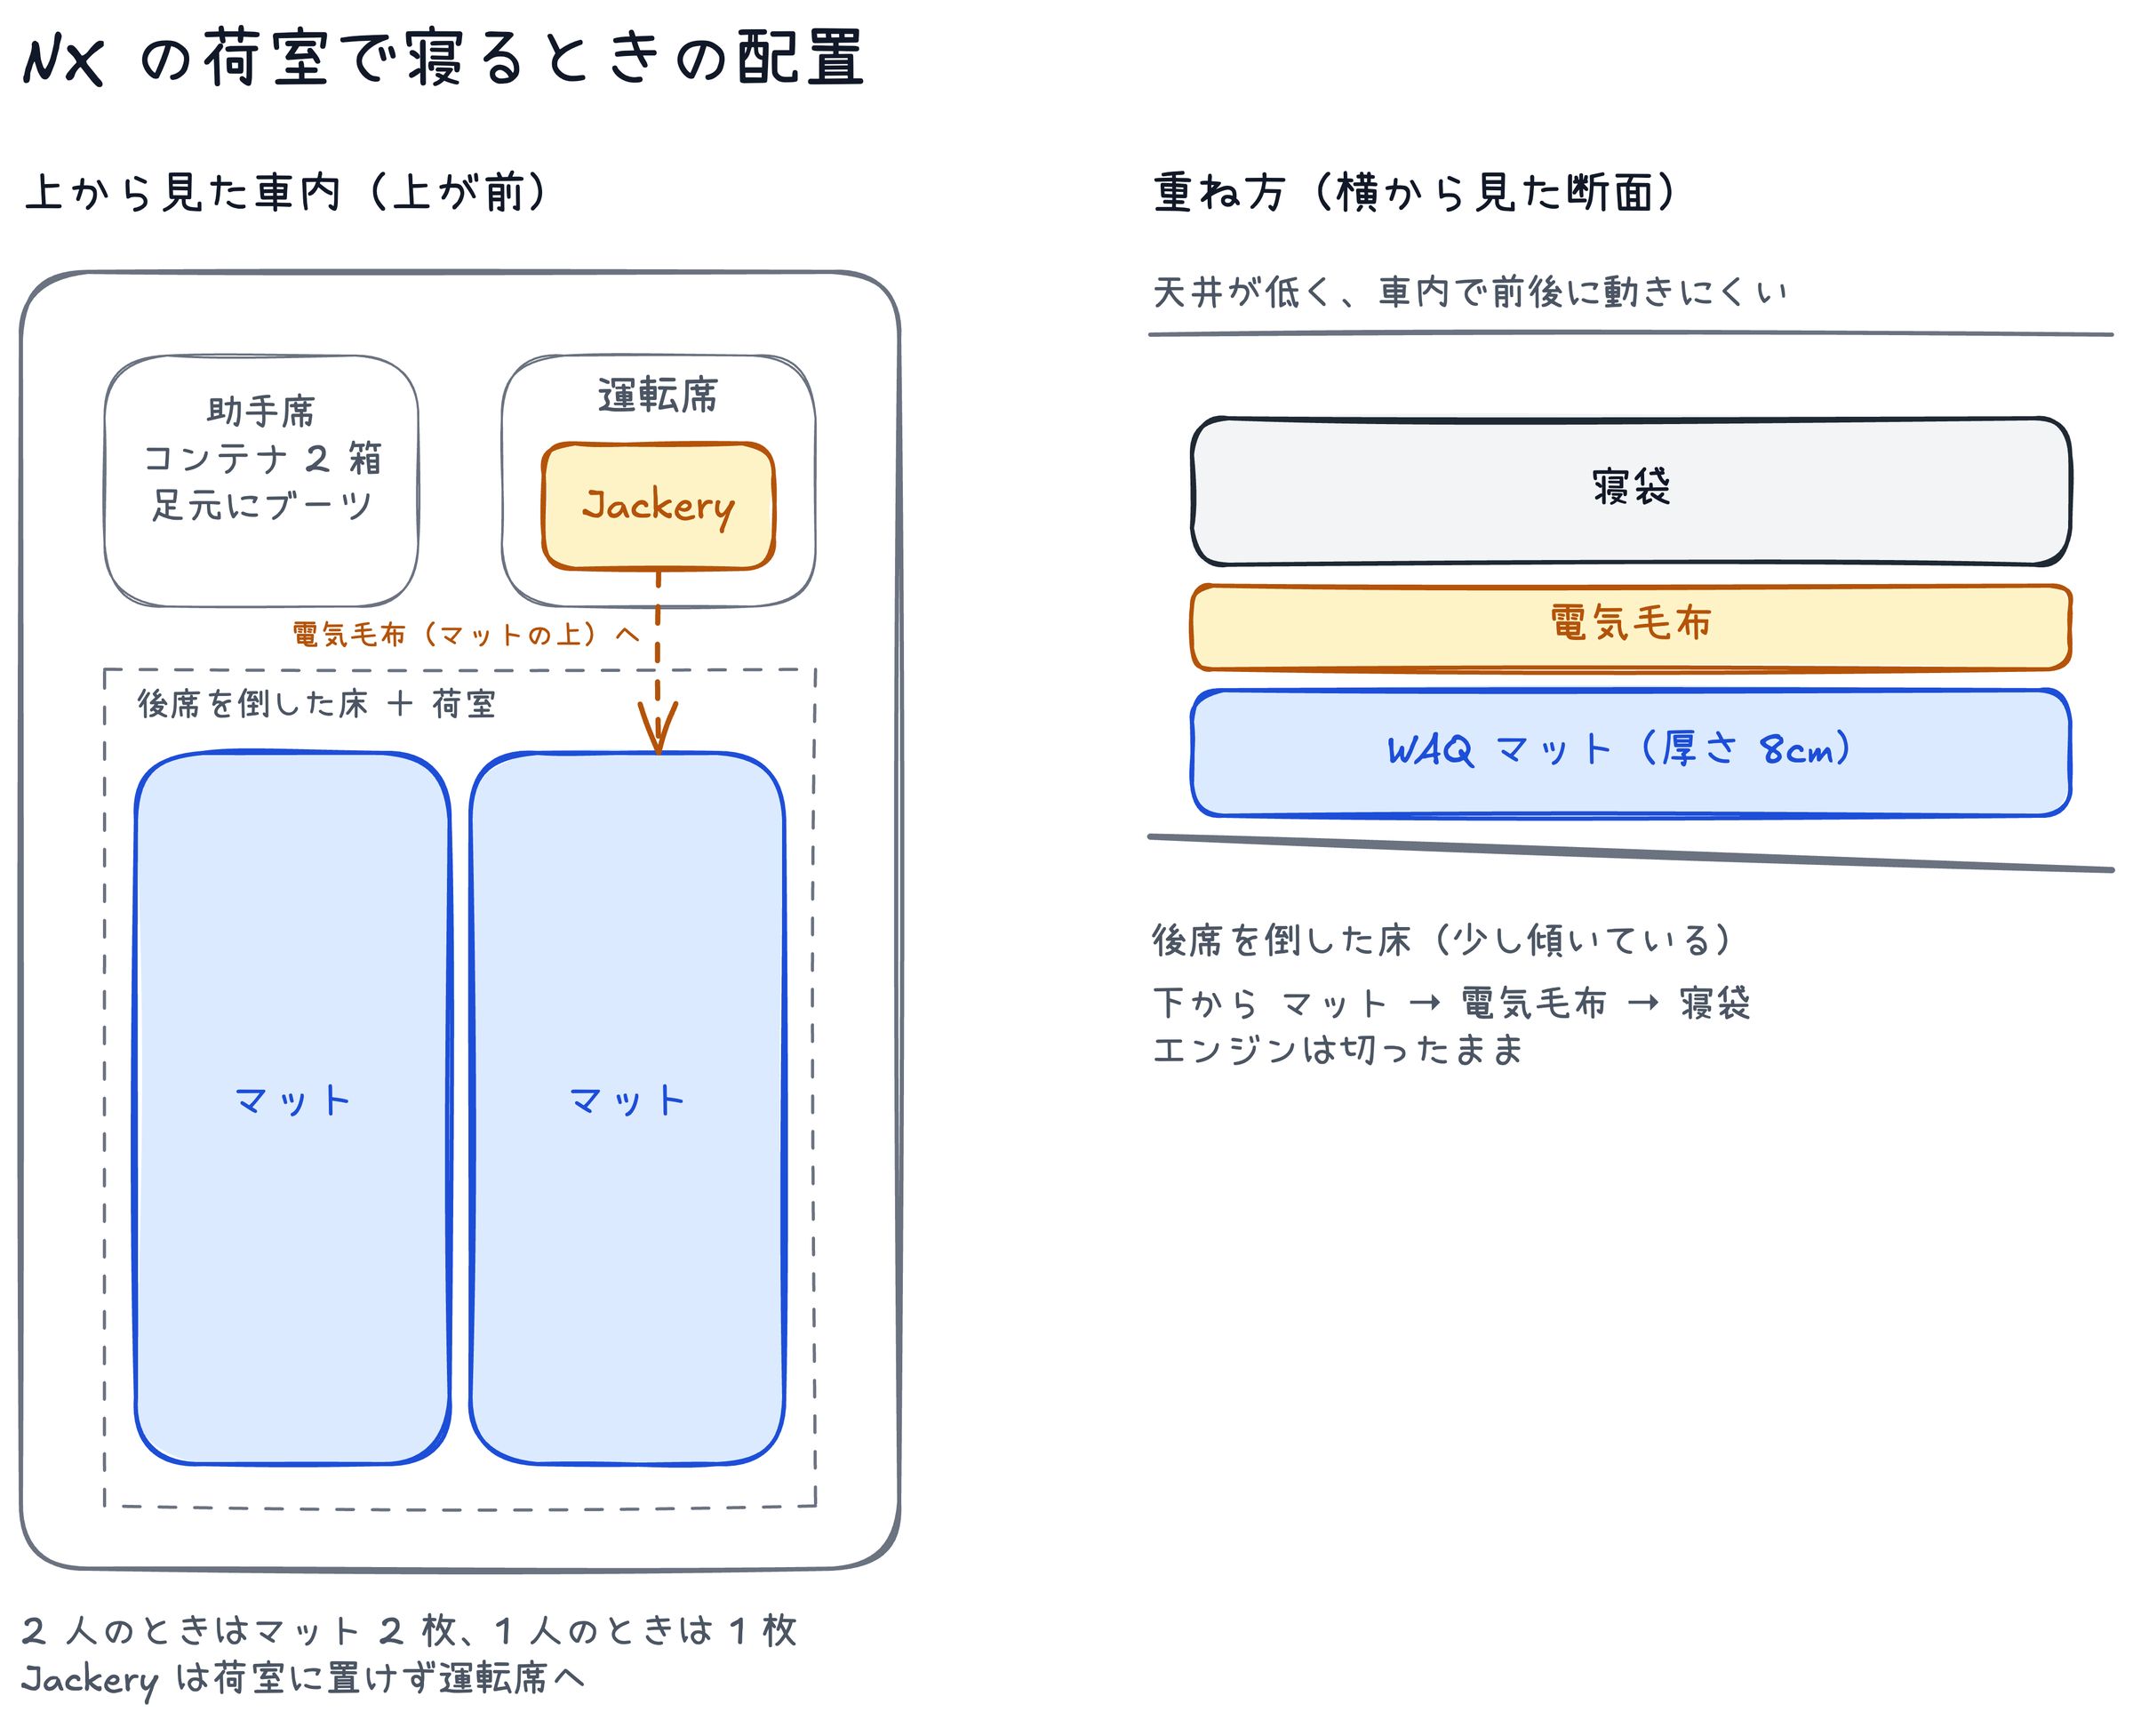 NX の荷室で寝るときの配置
上から見た車内（上が前）
助手席
コンテナ 2 箱
足元にブーツ
運転席
Jackery
電気毛布（マットの上）へ
後席を倒した床 + 荷室
マット
マット
2 人のときはマット 2 枚、1 人のときは 1 枚
Jackery は荷室に置けず運転席へ
重ね方（横から見た断面）
天井が低く、車内で前後に動きにくい
寝袋
電気毛布
WAQ マット（厚さ 8cm）
後席を倒した床（少し傾いている）
下から マット → 電気毛布 → 寝袋
エンジンは切ったまま